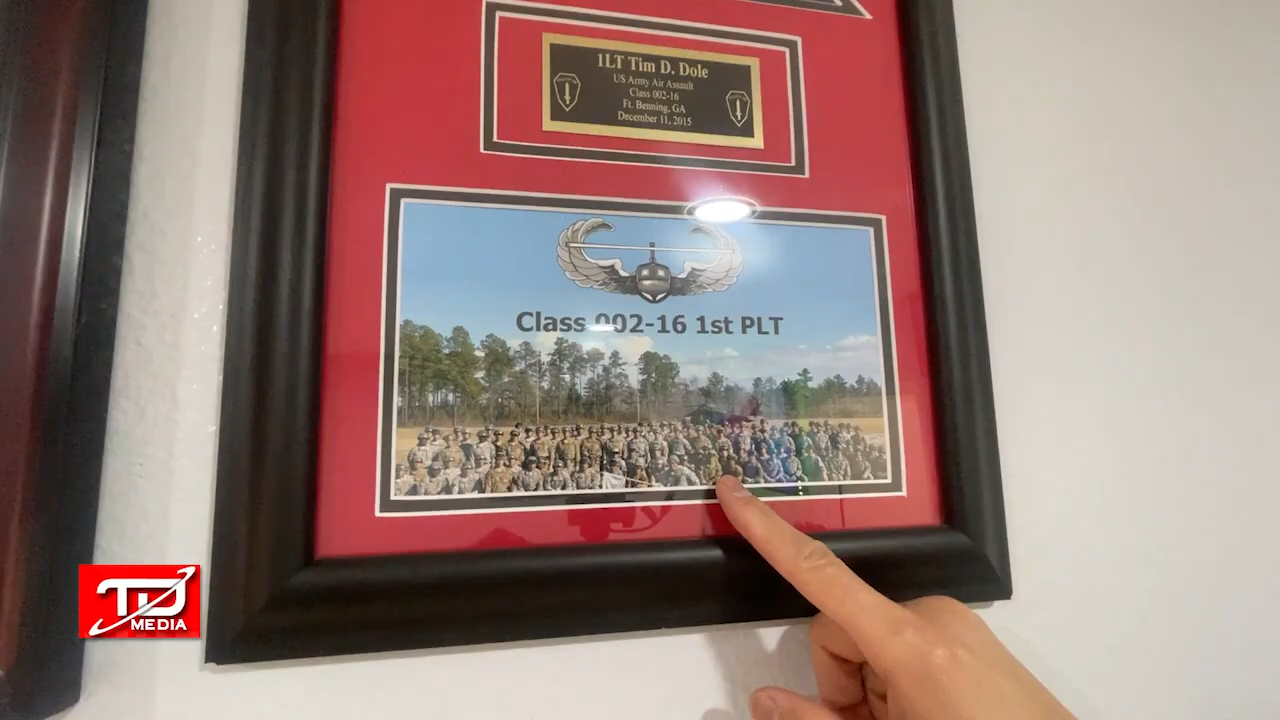 1LT Tim D. Dole
US Army Air Assault
Class 002-16
Ft. Benning, GA
December 11, 2015
Class 002-16 1st PLT
TD
MEDIA